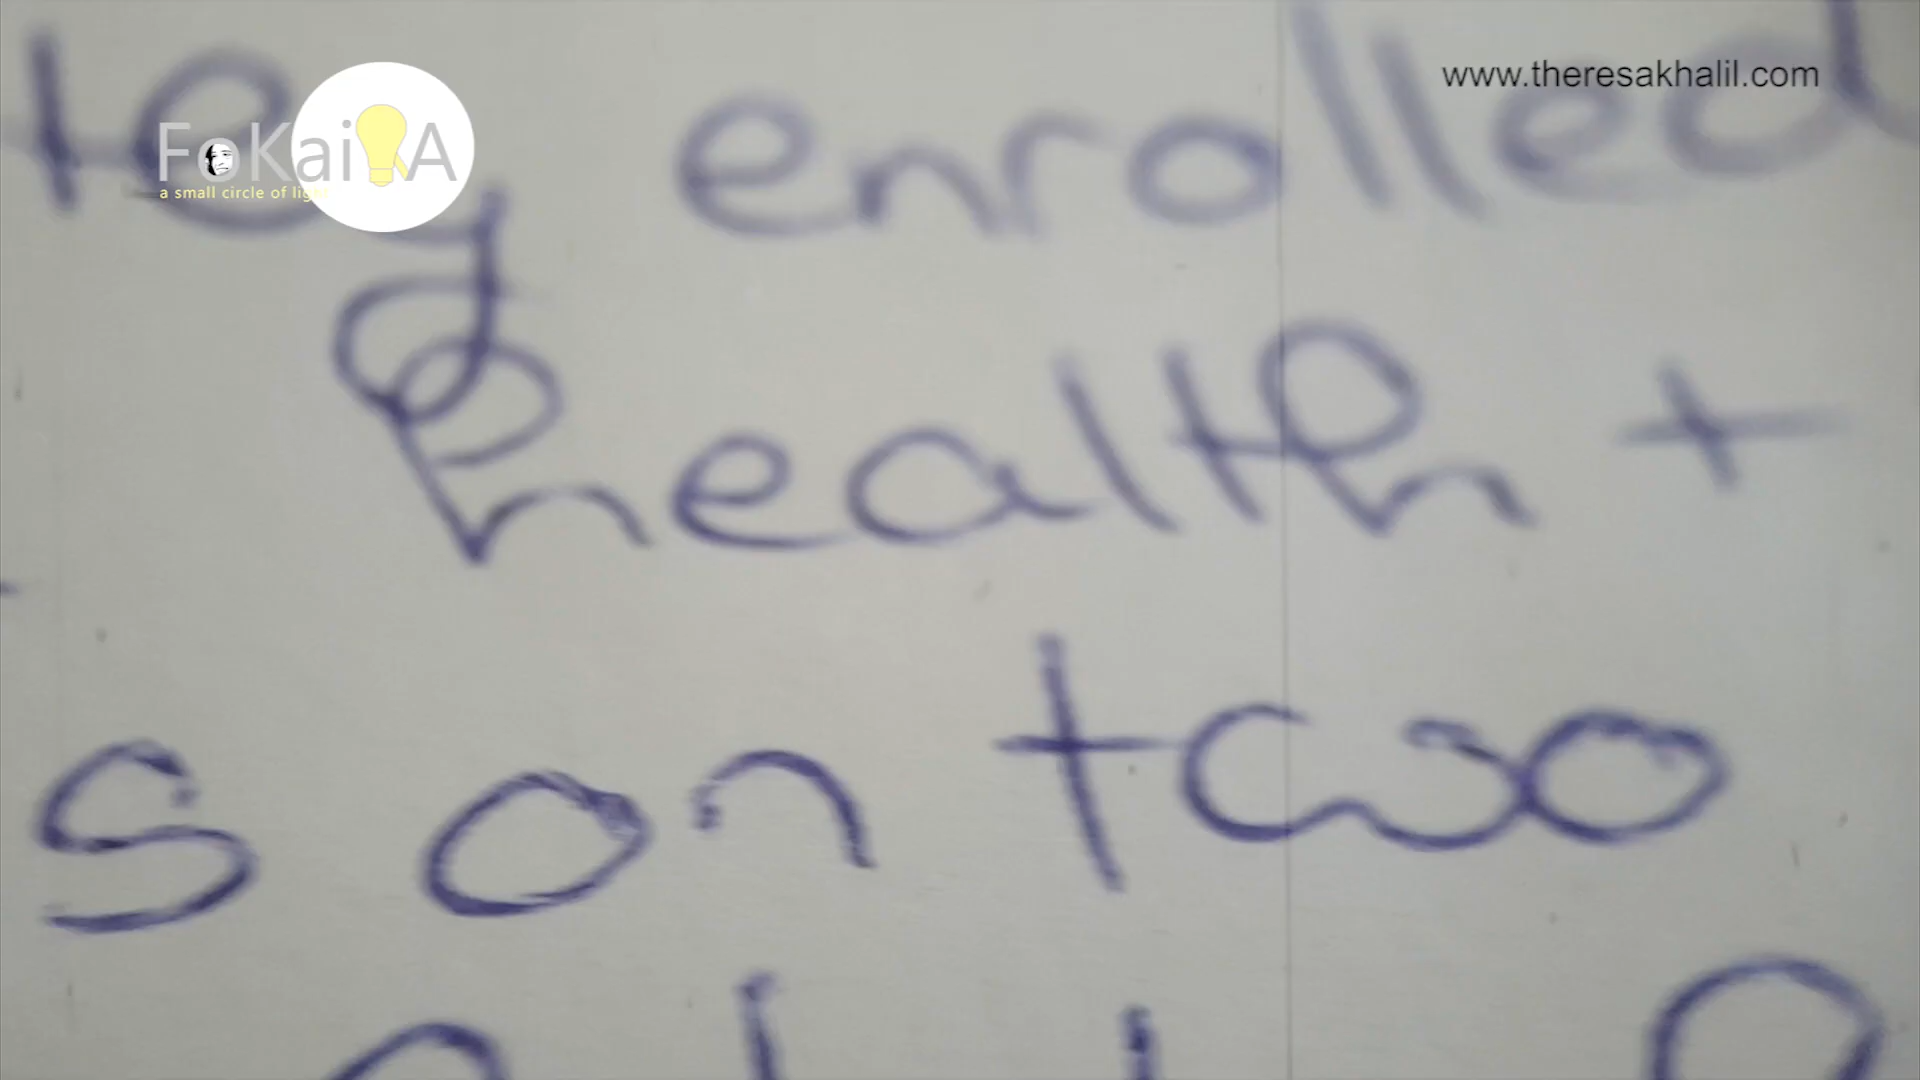 www.theresakhalil.com
FoKaiA
a small circle of light
enrolled
health +
s on two